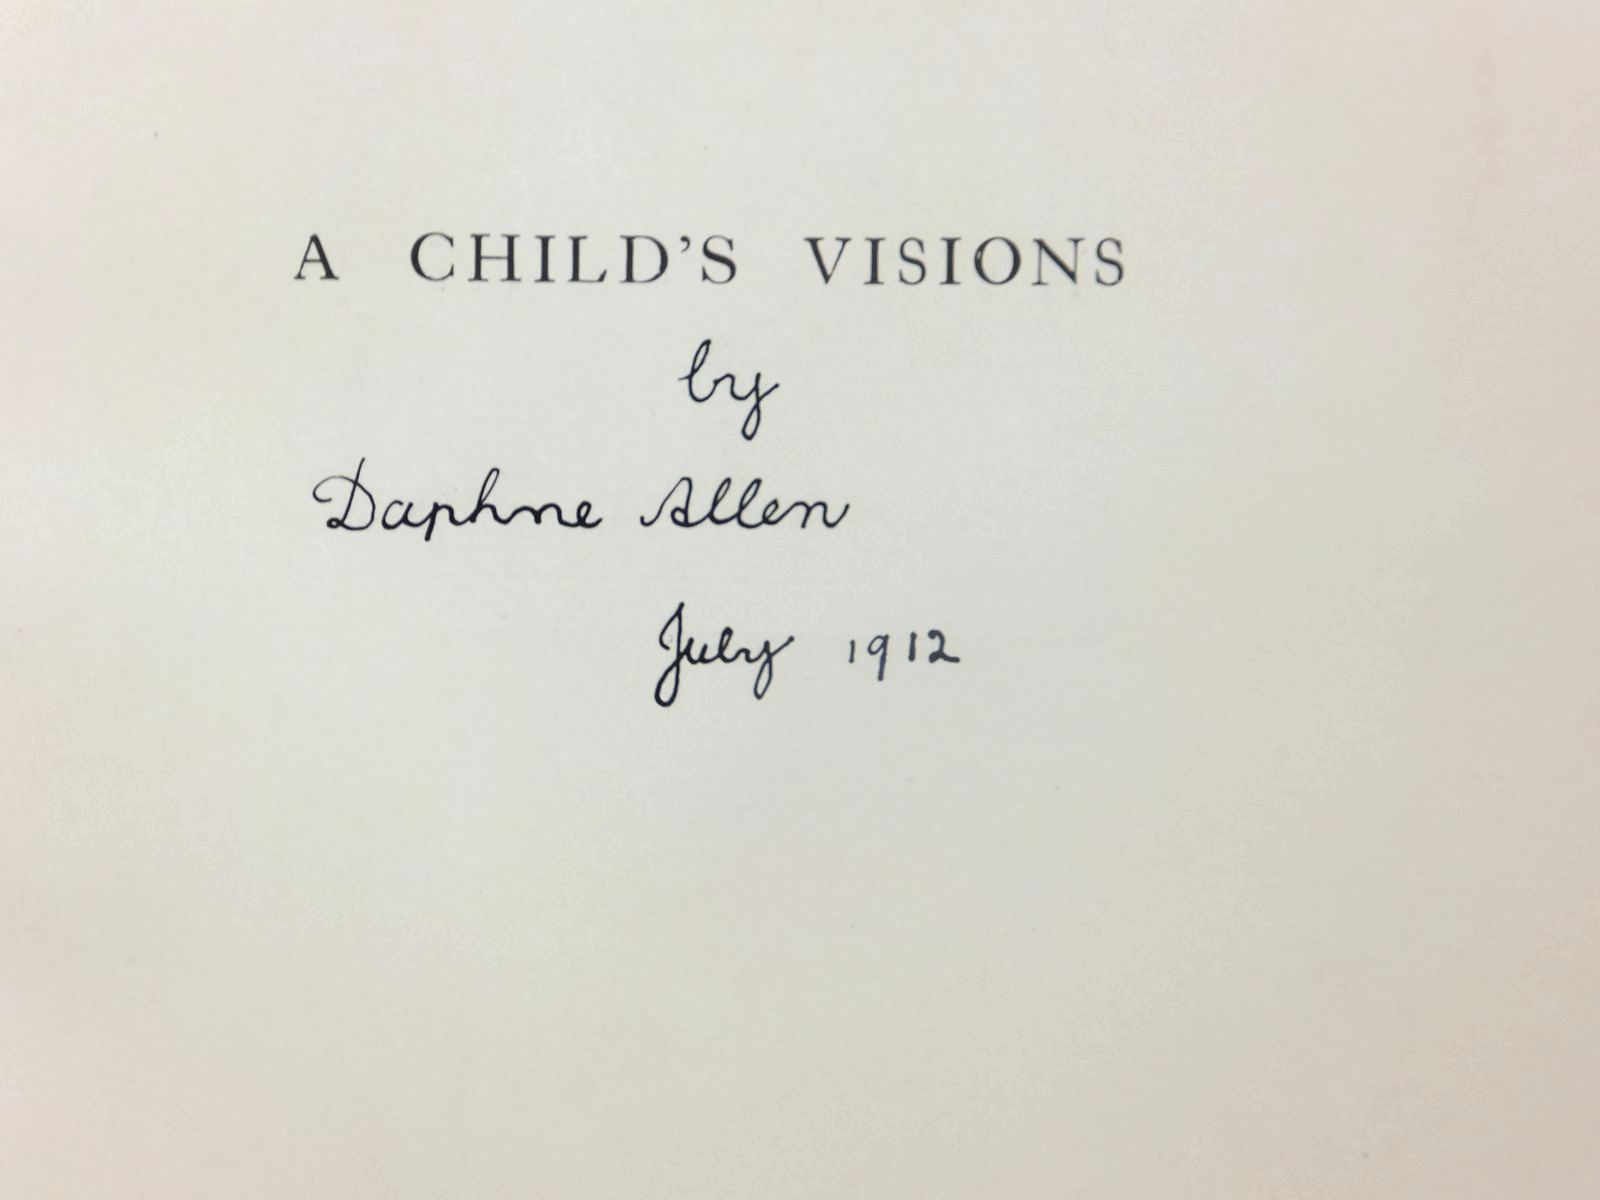 A CHILD’S VISIONS
by
Daphne Allen
July 1912